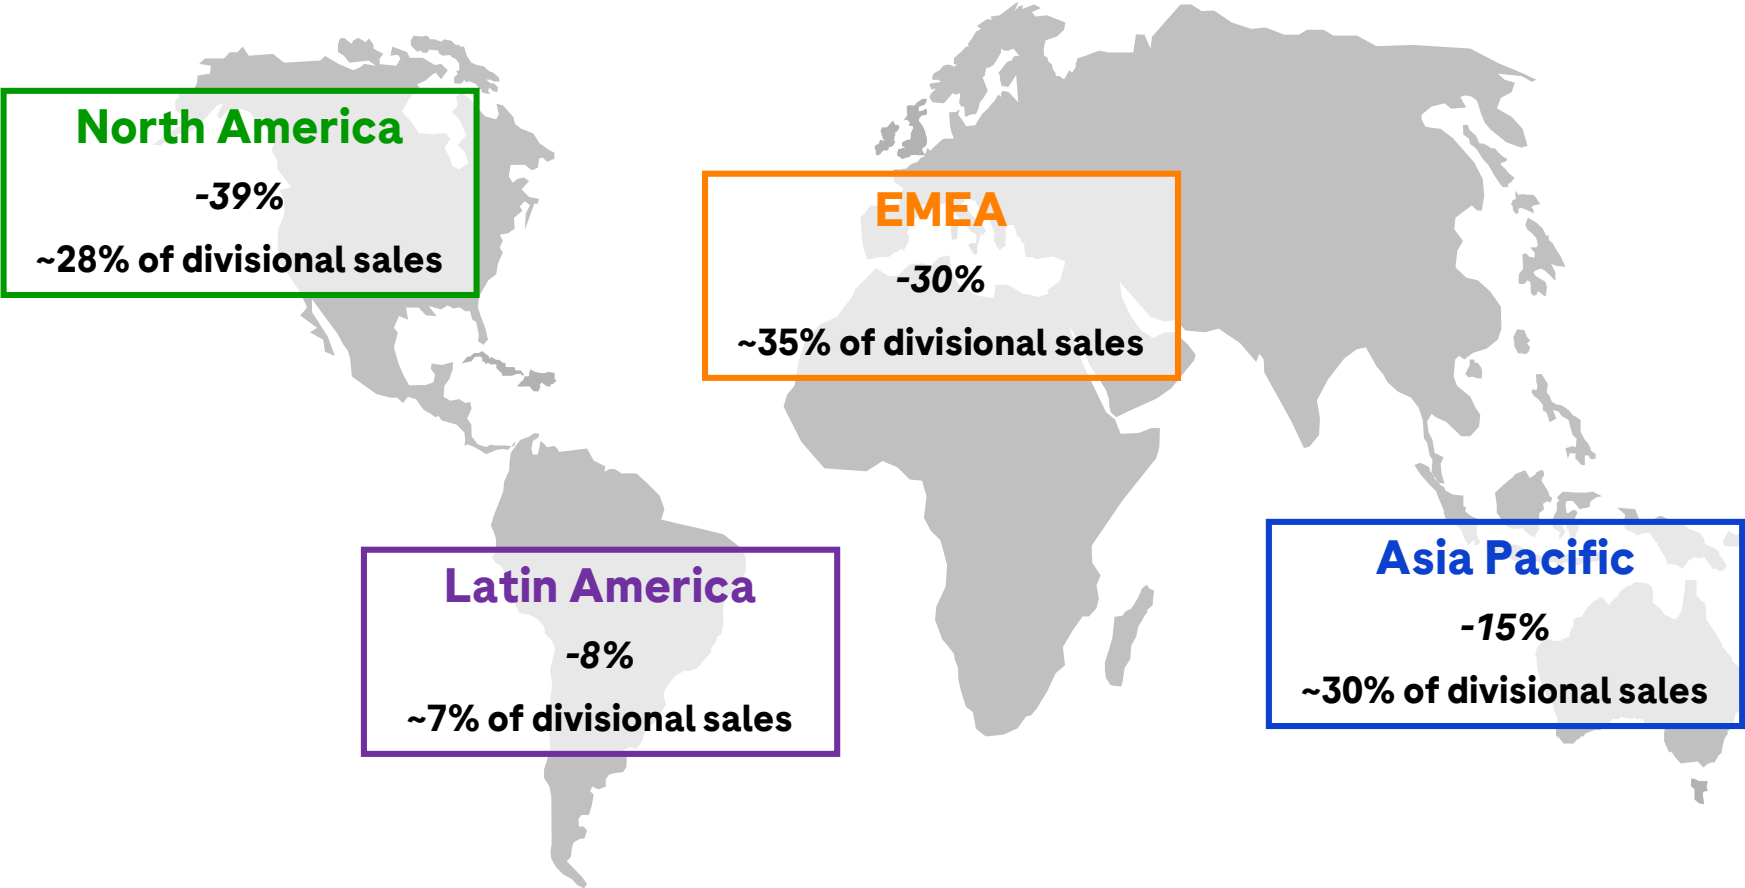 North America
-39%
~28% of divisional sales
EMEA
-30%
~35% of divisional sales
Latin America
-8%
~7% of divisional sales
Asia Pacific
-15%
~30% of divisional sales